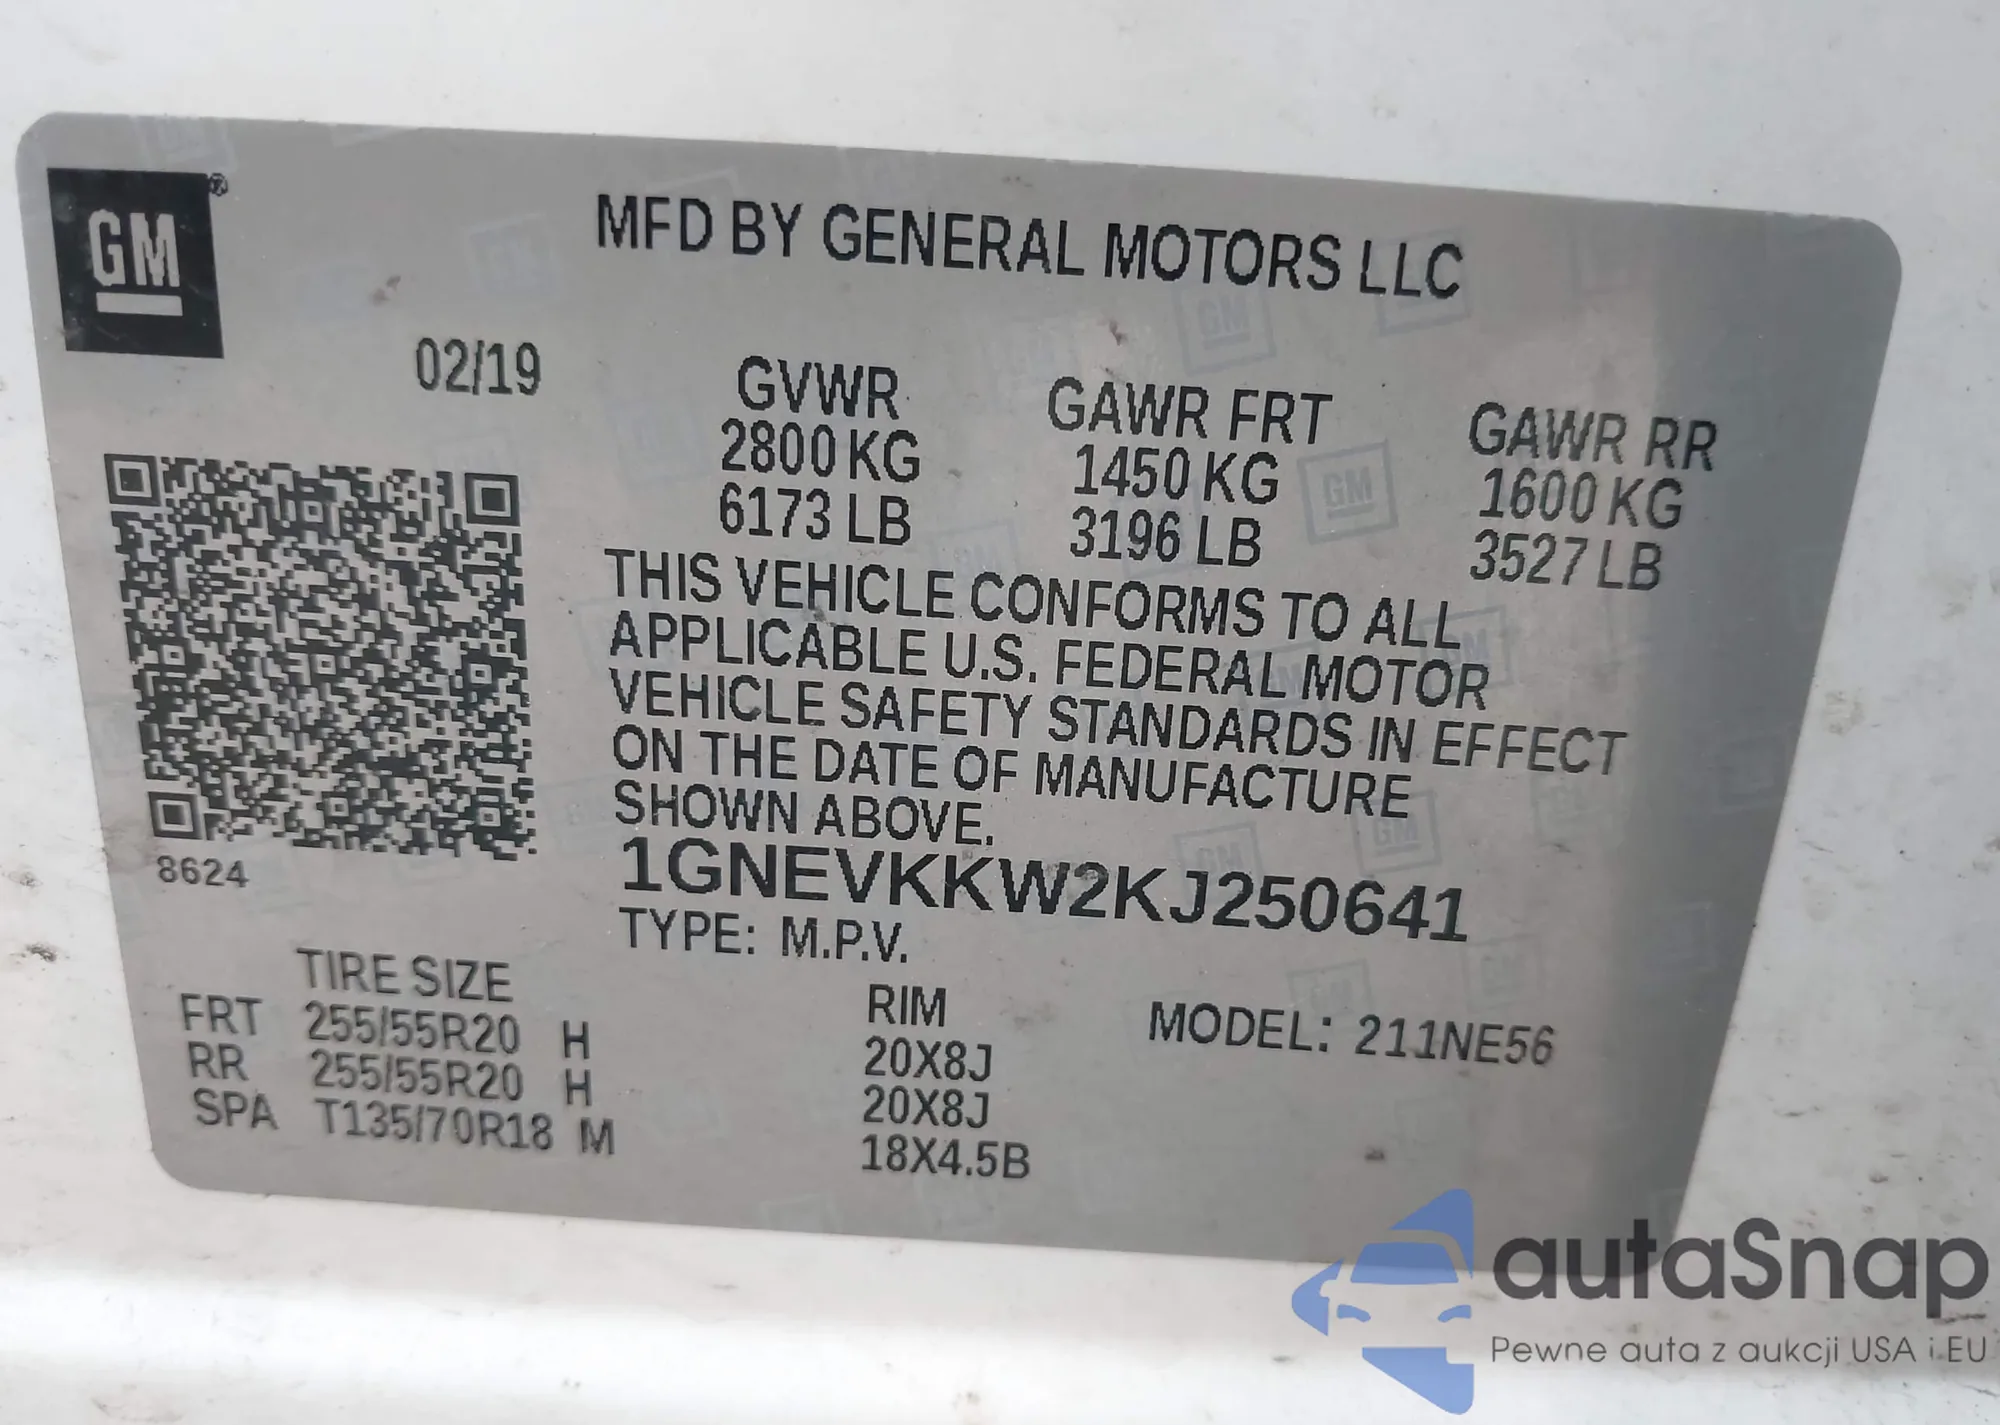 GM ®
MFD BY GENERAL MOTORS LLC
02/19
GVWR GAWR FRT GAWR RR
2800 KG 1450 KG 1600 KG
6173 LB 3196 LB 3527 LB
THIS VEHICLE CONFORMS TO ALL
APPLICABLE U.S. FEDERAL MOTOR
VEHICLE SAFETY STANDARDS IN EFFECT
ON THE DATE OF MANUFACTURE
SHOWN ABOVE.
8624
1GNEVKKW2KJ250641
TYPE: M.P.V.
TIRE SIZE RIM MODEL: 211NE56
FRT 255/55R20 H 20X8J
RR 255/55R20 H 20X8J
SPA T135/70R18 M 18X4.5B
autaSnap
Pewne auta z aukcji USA i EU